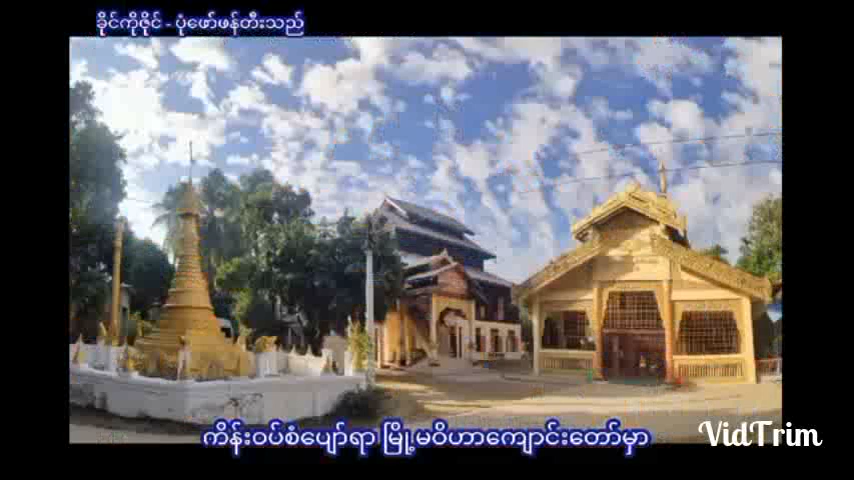 ခိုင်ကိုဇိုင် - ပုံဖော်ဖန်တီးသည်
ကိန်းဝပ်စံပျော်ရာ မြို့မဝိဟာကျောင်းတော်မှာ
VidTrim